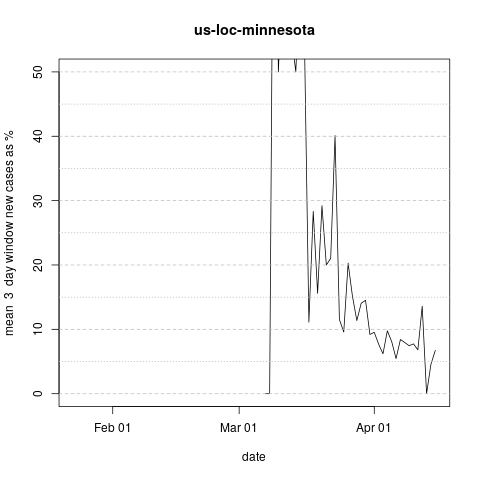 us-loc-minnesota
mean 3 day window new cases as %
50
40
30
20
10
0
Feb 01
Mar 01
Apr 01
date